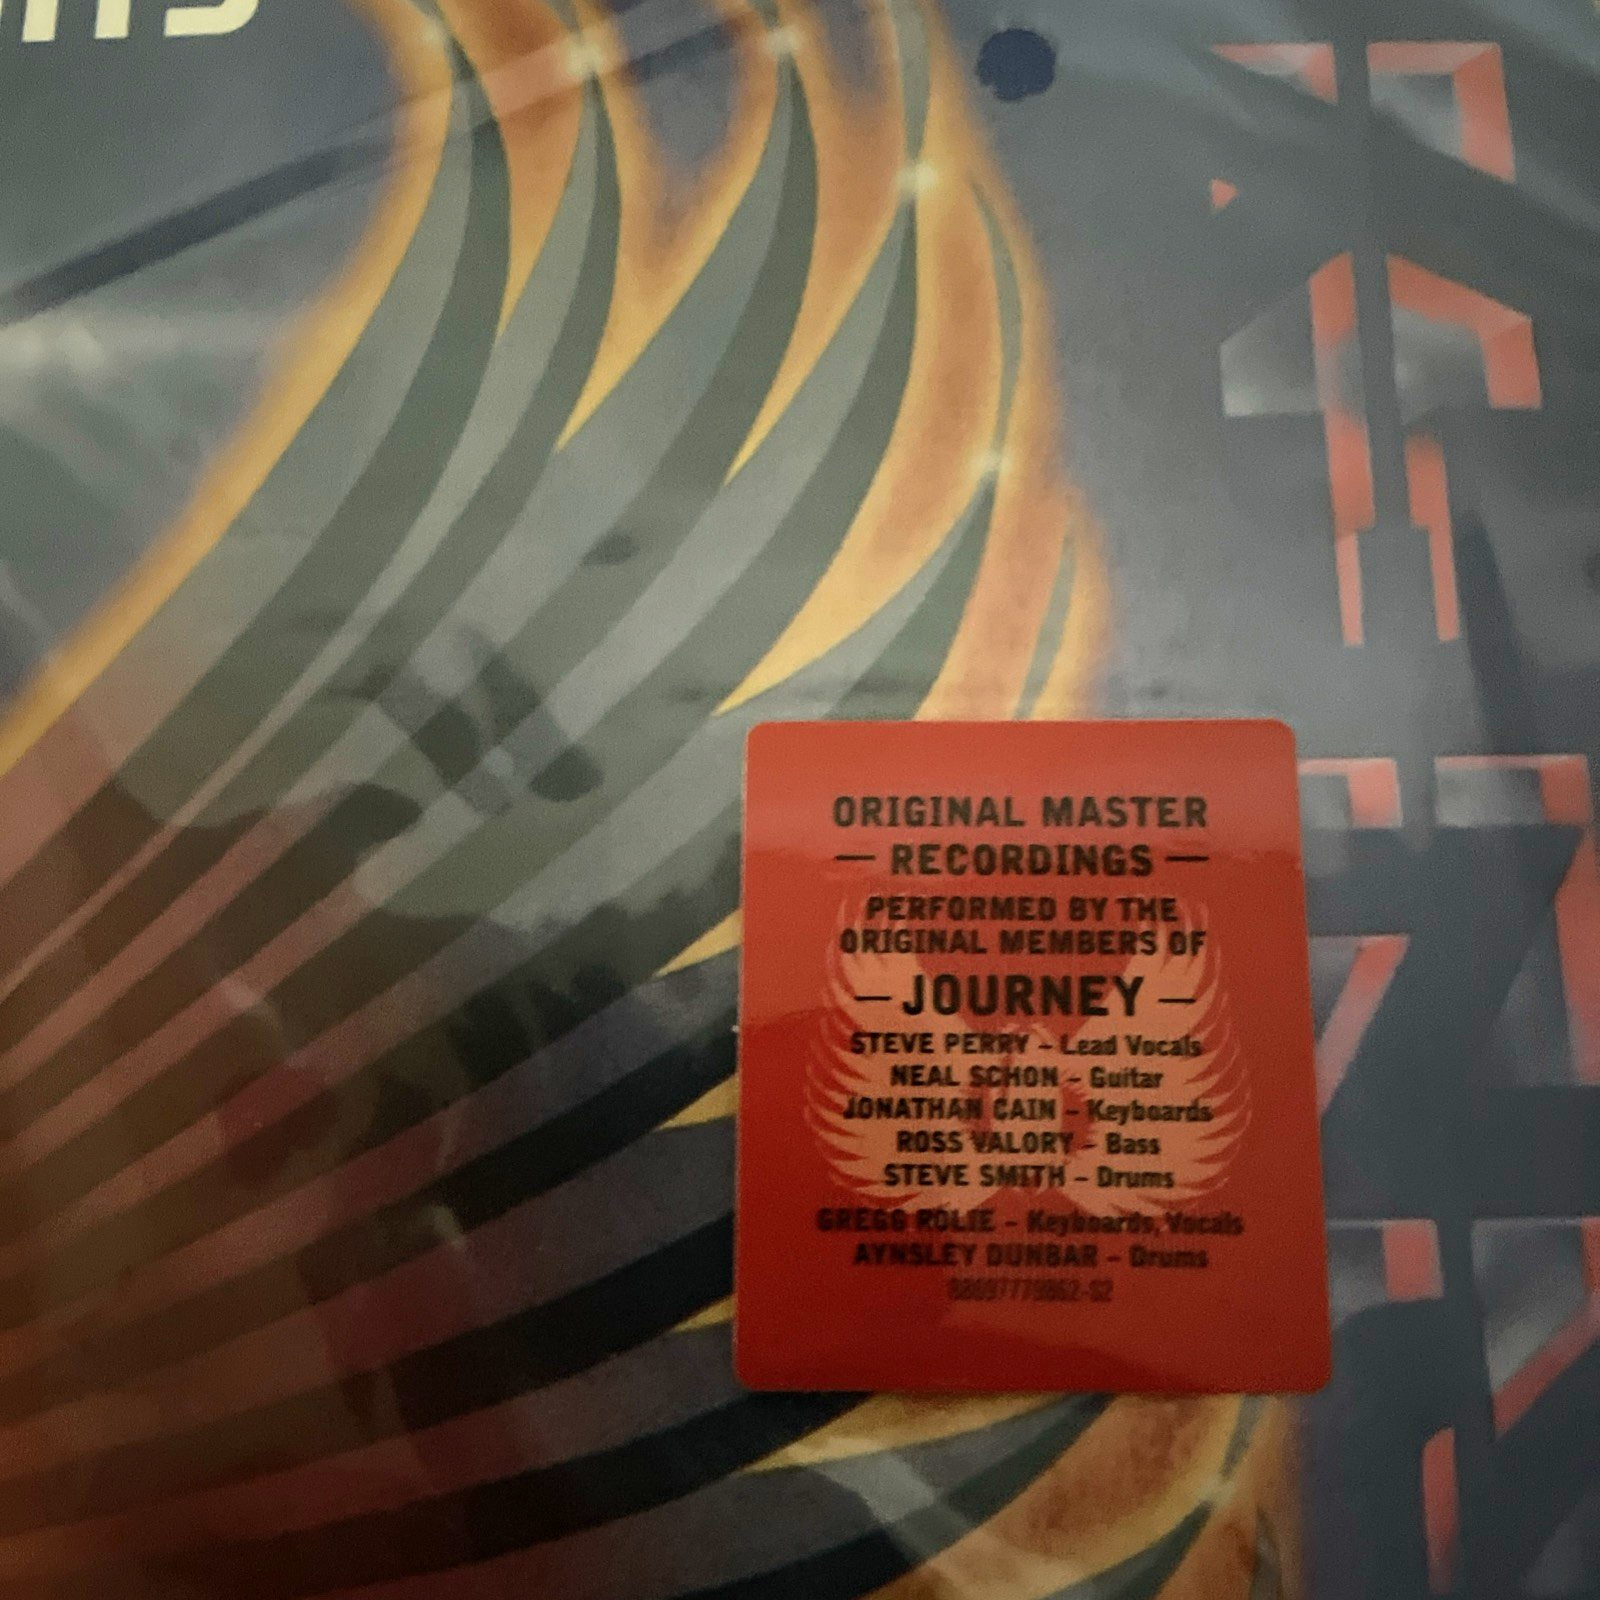 ORIGINAL MASTER
— RECORDINGS —
PERFORMED BY THE
ORIGINAL MEMBERS OF
— JOURNEY —
STEVE PERRY – Lead Vocals
NEAL SCHON – Guitar
JONATHAN CAIN – Keyboards
ROSS VALORY – Bass
STEVE SMITH – Drums
GREGG ROLIE – Keyboards, Vocals
AYNSLEY DUNBAR – Drums